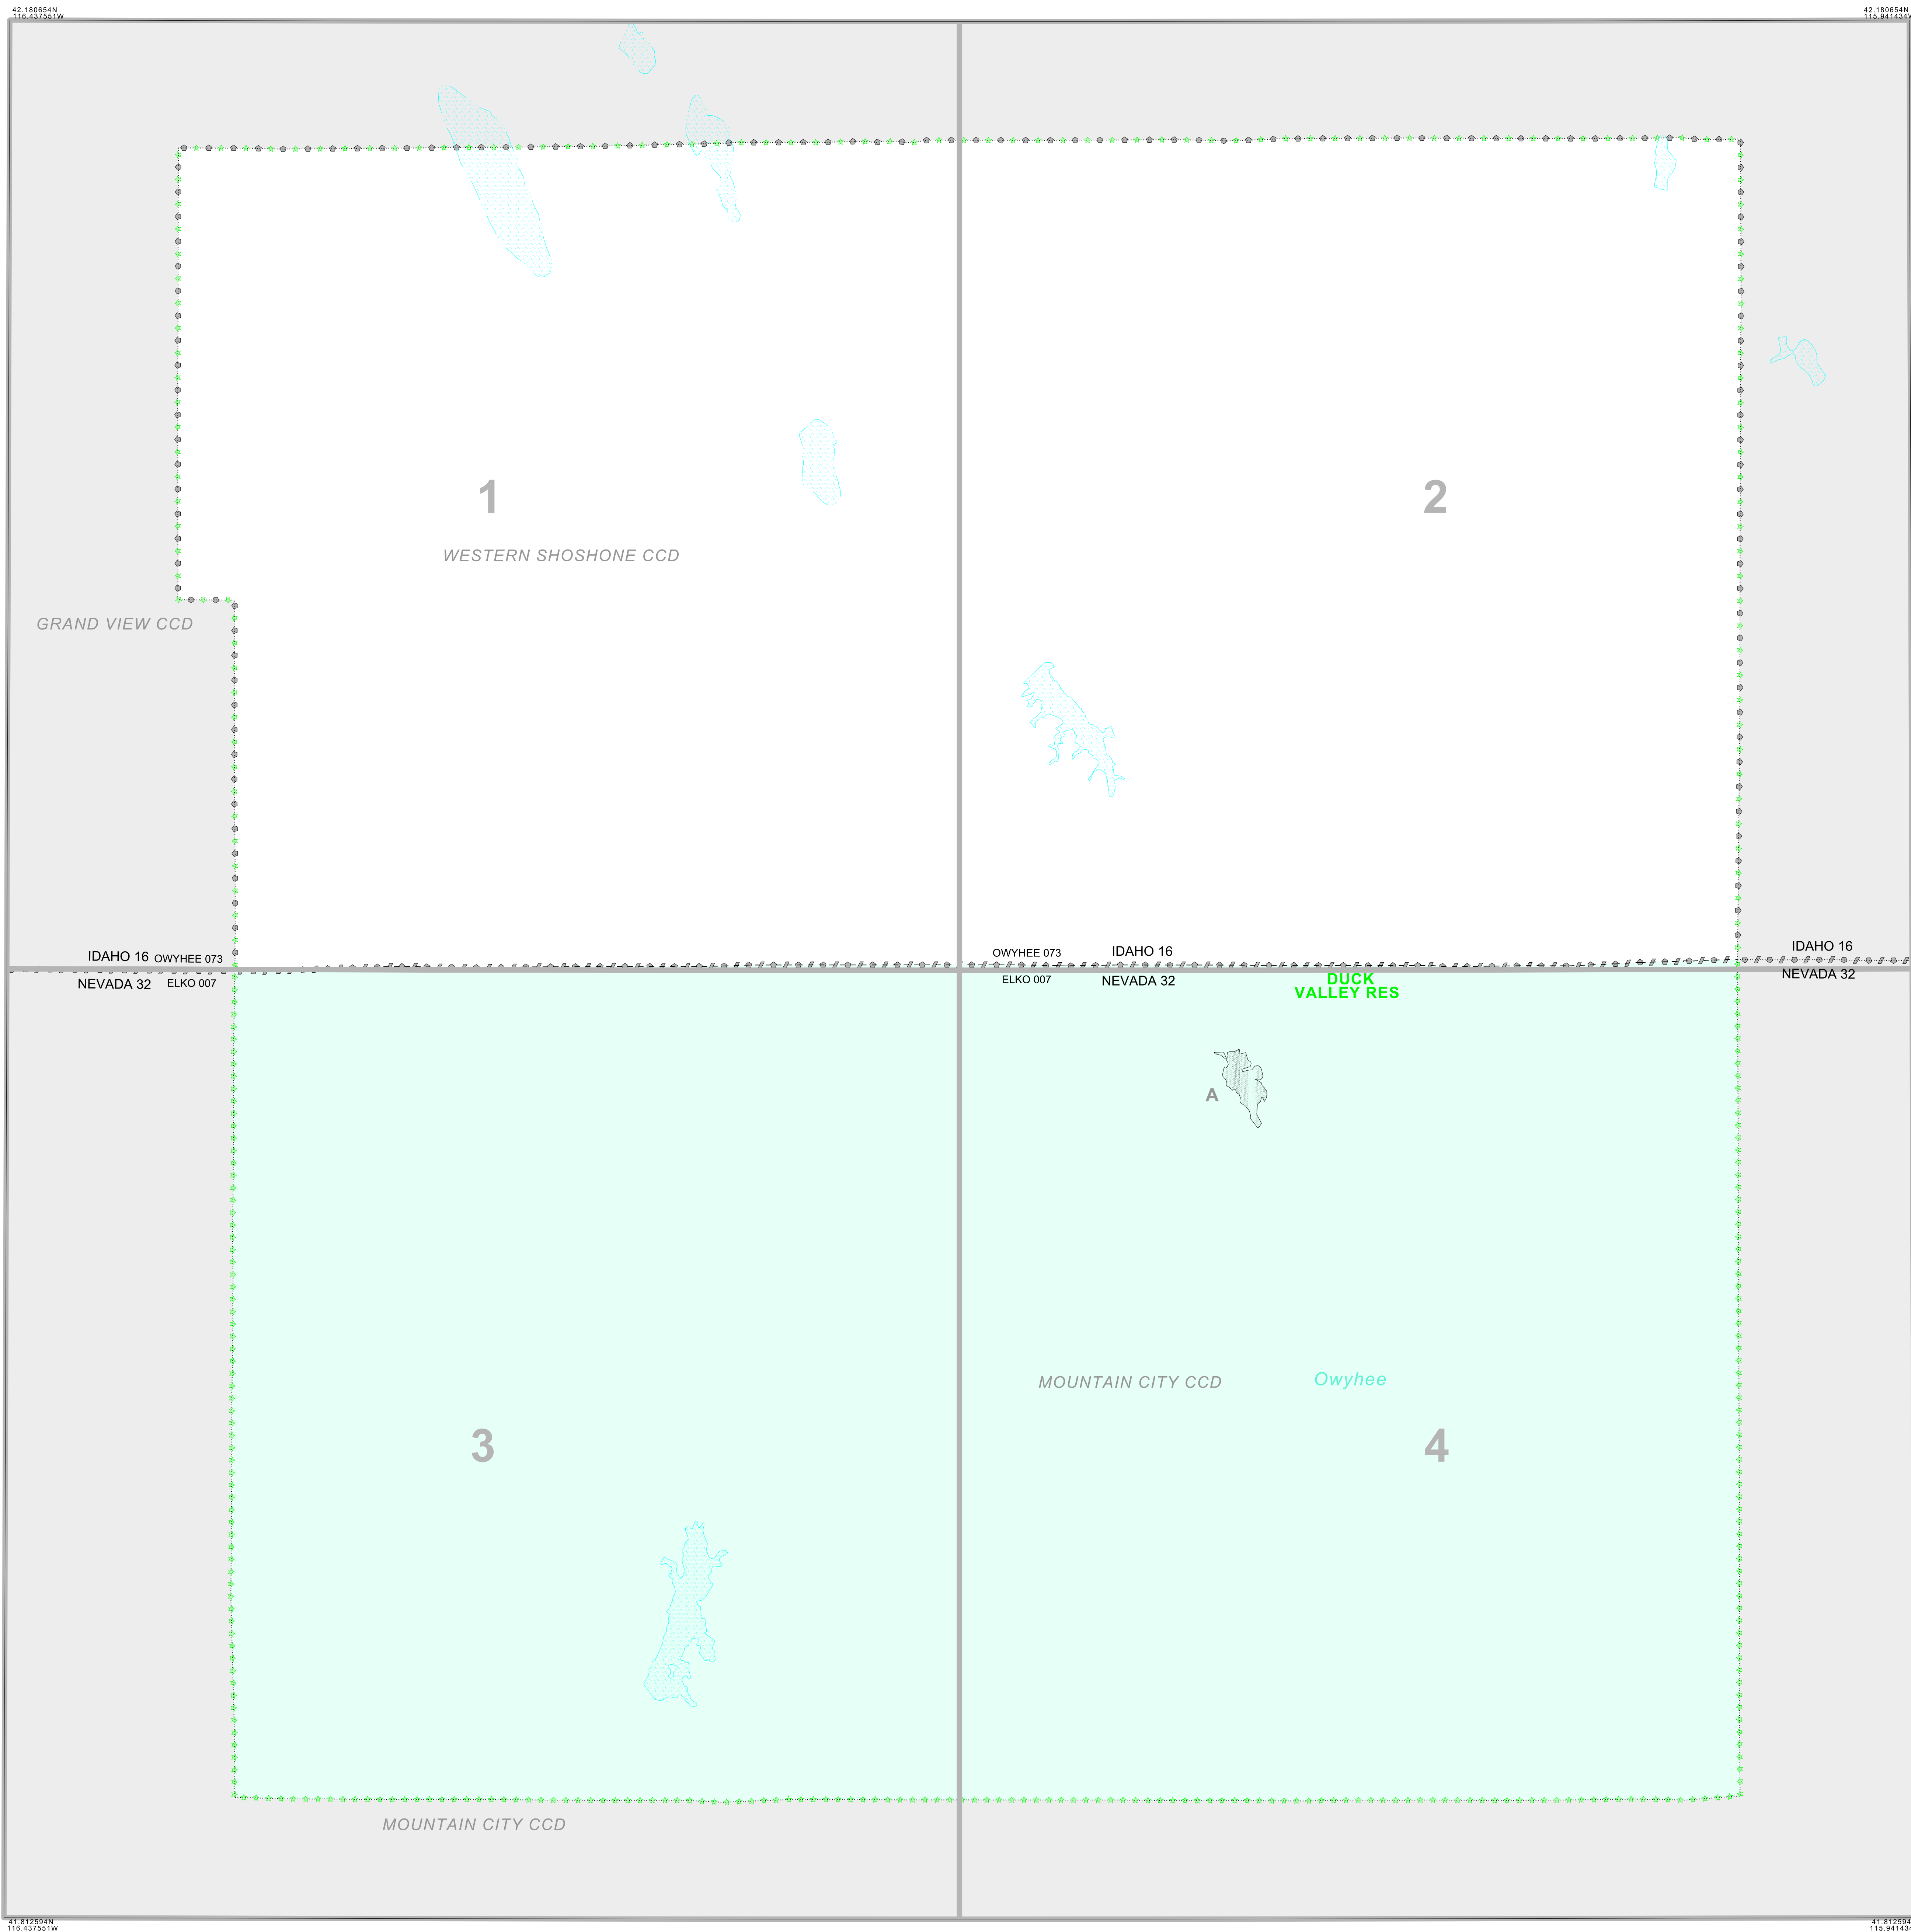 42.180654N
116.437551W
42.180654N
115.941434W
1
2
WESTERN SHOSHONE CCD
GRAND VIEW CCD
IDAHO 16 OWYHEE 073
NEVADA 32 ELKO 007
OWYHEE 073 IDAHO 16
ELKO 007 NEVADA 32
IDAHO 16
NEVADA 32
DUCK
VALLEY RES
A
MOUNTAIN CITY CCD
Owyhee
3
4
MOUNTAIN CITY CCD
41.812594N
116.437551W
41.812594
115.941434